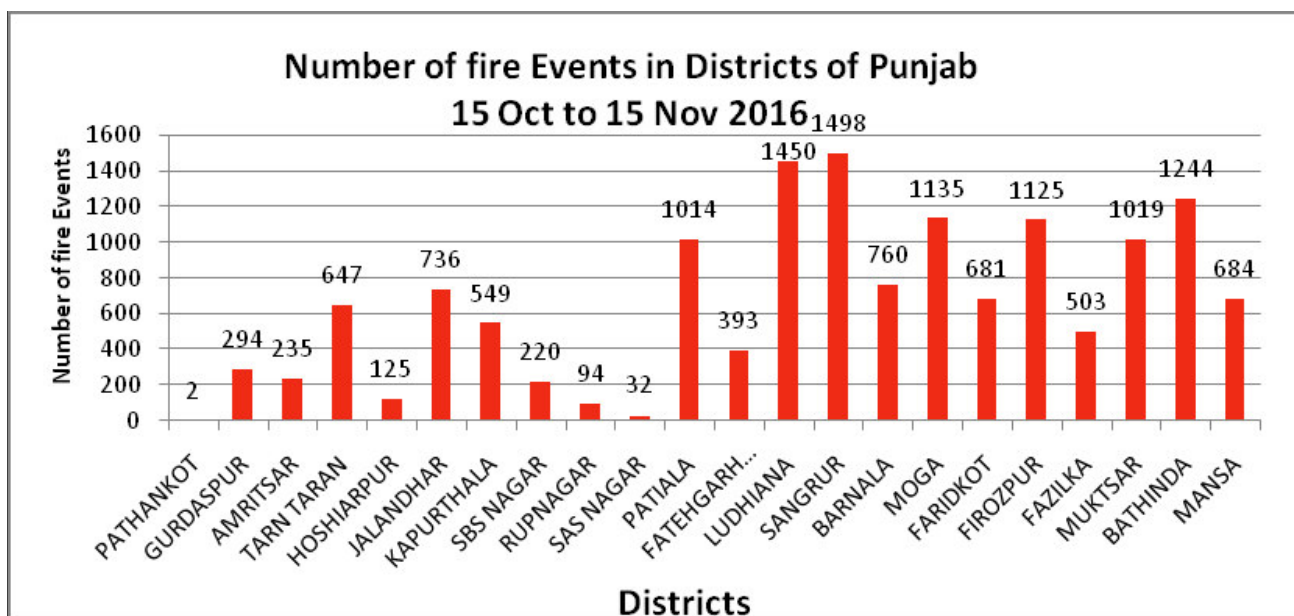 Number of fire Events in Districts of Punjab
15 Oct to 15 Nov 2016
Number of fire Events
1600
1400
1200
1000
800
600
400
200
0
2
294
235
647
125
736
549
220
94
32
1014
393
1450
1498
760
1135
681
1125
503
1019
1244
684
PATHANKOT
GURDASPUR
AMRITSAR
TARN TARAN
HOSHIARPUR
JALANDHAR
KAPURTHALA
SBS NAGAR
RUPNAGAR
SAS NAGAR
PATIALA
FATEHGARH...
LUDHIANA
SANGRUR
BARNALA
MOGA
FARIDKOT
FIROZPUR
FAZILKA
MUKTSAR
BATHINDA
MANSA
Districts